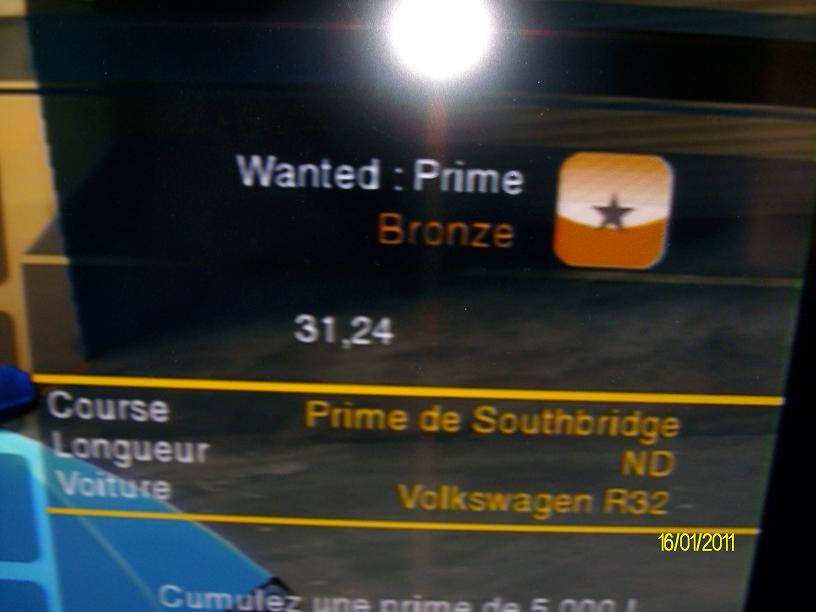 Wanted : Prime
Bronze
31,24
Course Prime de Southbridge
Longueur ND
Voiture Volkswagen R32
16/01/2011
Cumulez une prime de 5 000 !